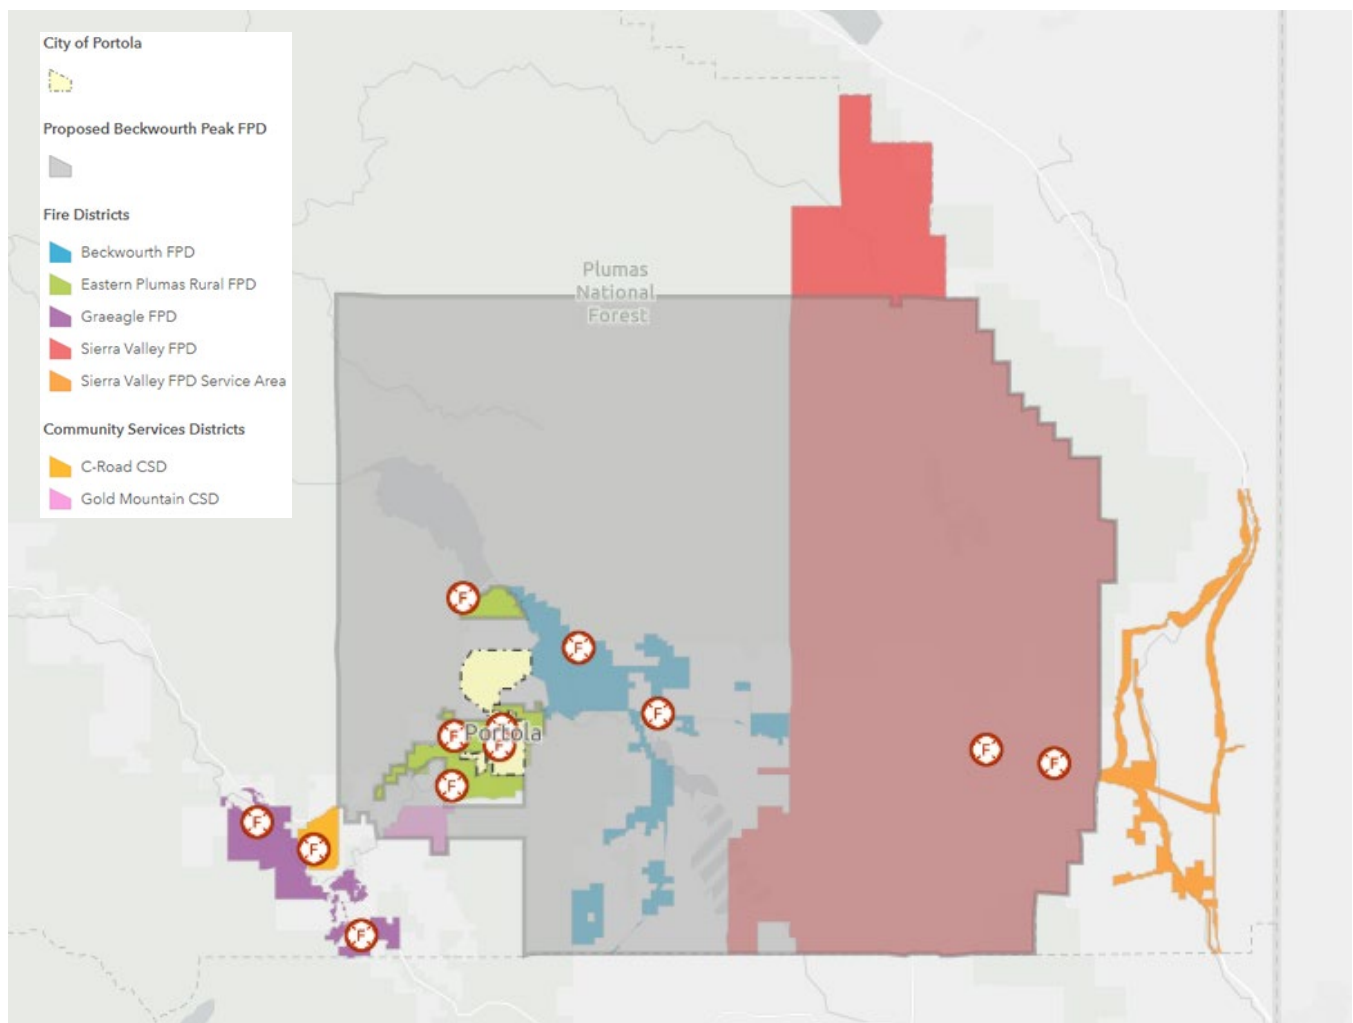 City of Portola
Proposed Beckwourth Peak FPD
Fire Districts
Beckwourth FPD
Eastern Plumas Rural FPD
Graeagle FPD
Sierra Valley FPD
Sierra Valley FPD Service Area
Community Services Districts
C-Road CSD
Gold Mountain CSD
Plumas
National
Forest
F
F
F
F
F
Portola
F
F
F
F
F
F
F